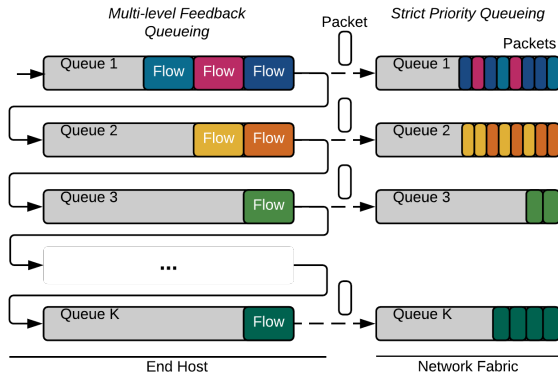 Multi-level Feedback
Queueing
Packet
Strict Priority Queueing
Packets
Queue 1
Flow
Flow
Flow
Queue 1
Queue 2
Flow
Flow
Queue 2
Queue 3
Flow
Queue 3
...
Queue K
Flow
Queue K
End Host
Network Fabric